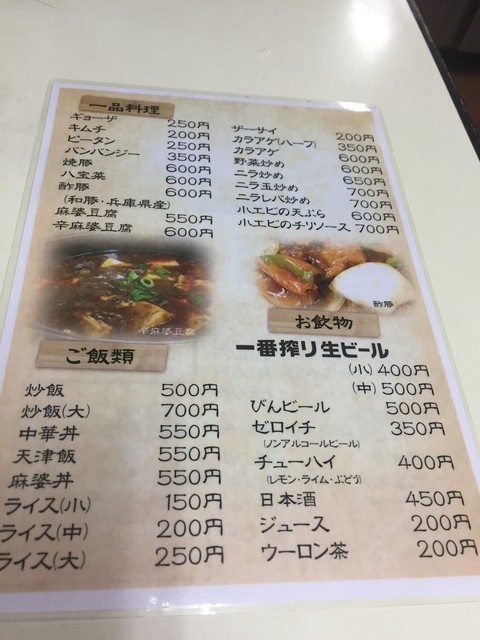 一品料理
ギョーザ 250円
キムチ 200円
ピータン 250円
バンバンジー 350円
焼豚 600円
八宝菜 600円
酢豚 600円
(和豚・兵庫県産)
麻婆豆腐 550円
辛麻婆豆腐 600円
ザーサイ 200円
カラアゲ(ハーフ) 350円
カラアゲ 600円
野菜炒め 600円
ニラ炒め 650円
ニラ玉炒め 700円
ニラレバ炒め 700円
小エビの天ぷら 600円
小エビのチリソース 700円
辛麻婆豆腐
酢豚
ご飯類
炒飯 500円
炒飯(大) 700円
中華丼 550円
天津飯 550円
麻婆丼 550円
ライス(小) 150円
ライス(中) 200円
ライス(大) 250円
お飲物
一番搾り生ビール
(小) 400円
(中) 500円
びんビール 500円
ゼロイチ 350円
(ノンアルコールビール)
チューハイ 400円
(レモン・ライム・ぶどう)
日本酒 450円
ジュース 200円
ウーロン茶 200円